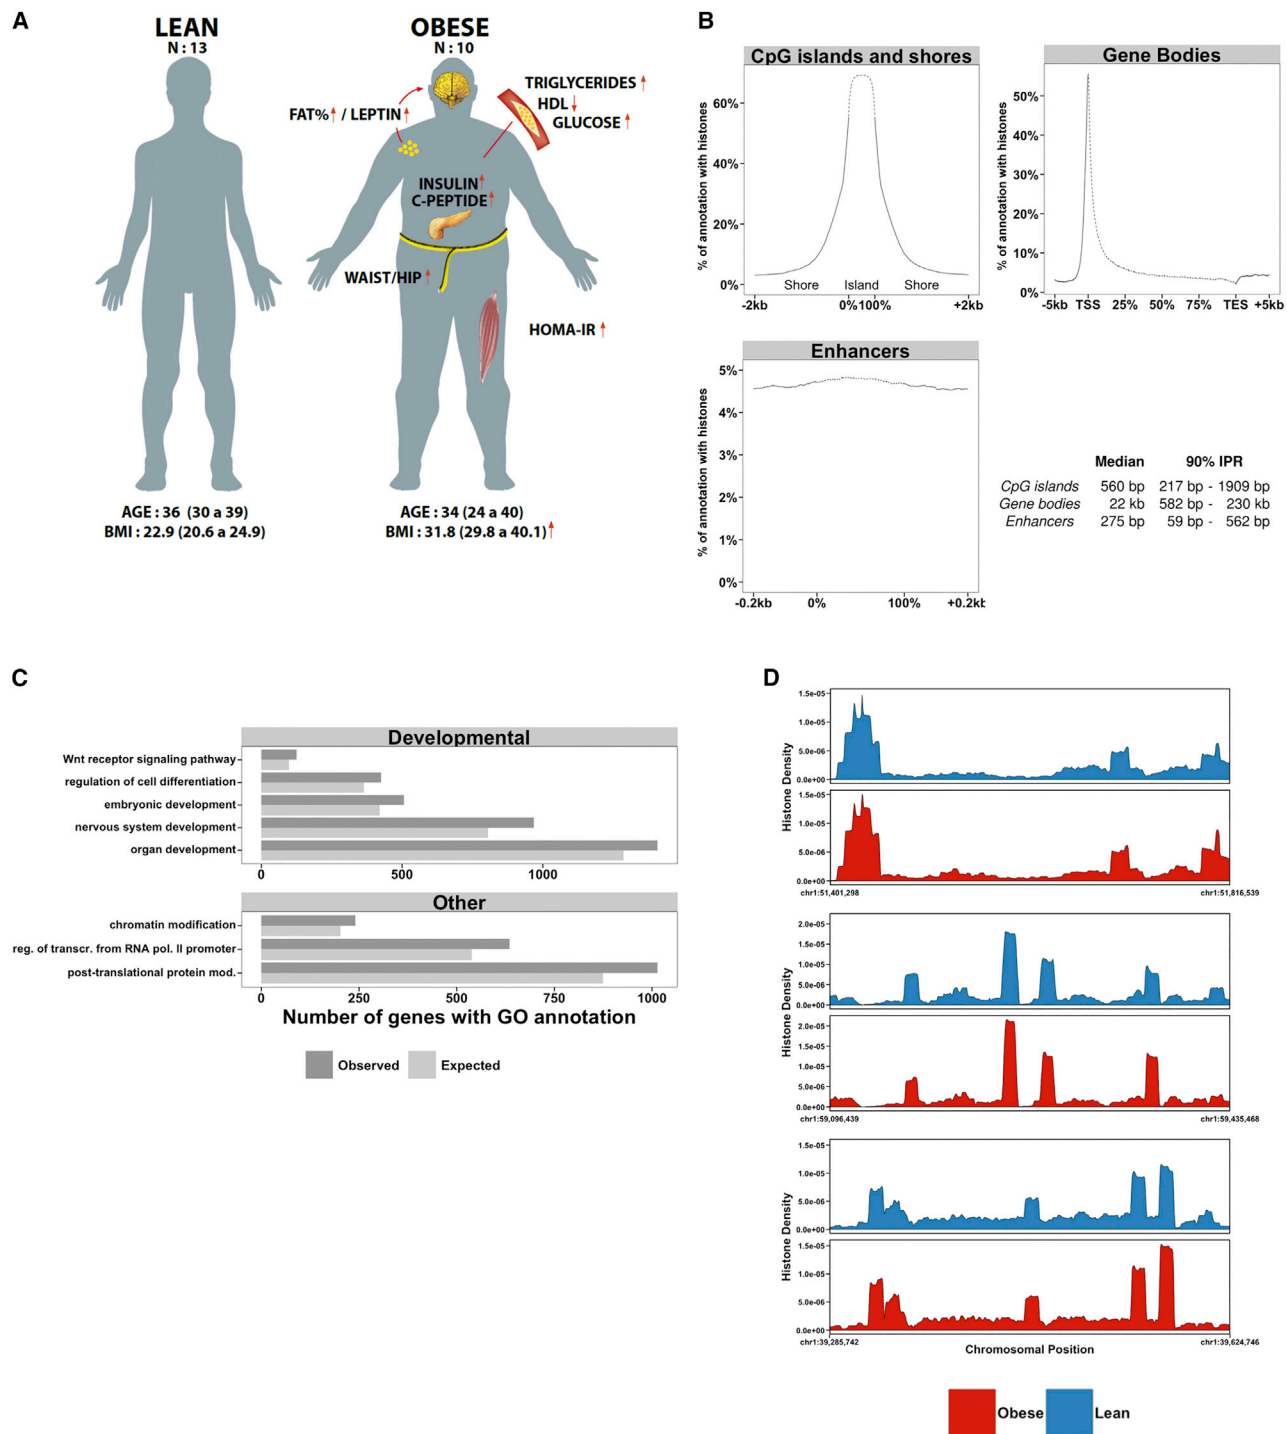 A
LEAN
N : 13
OBESE
N : 10
TRIGLYCERIDES
HDL
GLUCOSE
FAT% / LEPTIN
INSULIN
C-PEPTIDE
WAIST/HIP
HOMA-IR
AGE : 36 (30 a 39)
BMI : 22.9 (20.6 a 24.9)
AGE : 34 (24 a 40)
BMI : 31.8 (29.8 a 40.1)
B
CpG islands and shores
% of annotation with histones
60%
40%
20%
0%
Shore Island Shore
-2kb 0% 100% +2kb
Gene Bodies
% of annotation with histones
50%
40%
30%
20%
10%
0%
-5kb TSS 25% 50% 75% TES +5kb
Enhancers
% of annotation with histones
5%
4%
3%
2%
1%
0%
-0.2kb 0% 100% +0.2kb
Median 90% IPR
CpG islands 560 bp 217 bp - 1909 bp
Gene bodies 22 kb 582 bp - 230 kb
Enhancers 275 bp 59 bp - 562 bp
C
Developmental
Wnt receptor signaling pathway
regulation of cell differentiation
embryonic development
nervous system development
organ development
0 500 1000
Other
chromatin modification
reg. of transcr. from RNA pol. II promoter
post-translational protein mod.
0 250 500 750 1000
Number of genes with GO annotation
Observed Expected
D
Histone Density
1.5e-05
1.0e-05
5.0e-06
0.0e+00
1.5e-05
1.0e-05
5.0e-06
0.0e+00
chr1:51,401,298 chr1:51,816,539
Histone Density
2.0e-05
1.5e-05
1.0e-05
5.0e-06
0.0e+00
2.0e-05
1.5e-05
1.0e-05
5.0e-06
0.0e+00
chr1:59,096,439 chr1:59,435,468
Histone Density
1.5e-05
1.0e-05
5.0e-06
0.0e+00
1.5e-05
1.0e-05
5.0e-06
0.0e+00
chr1:39,285,742 chr1:39,624,746
Chromosomal Position
Obese Lean